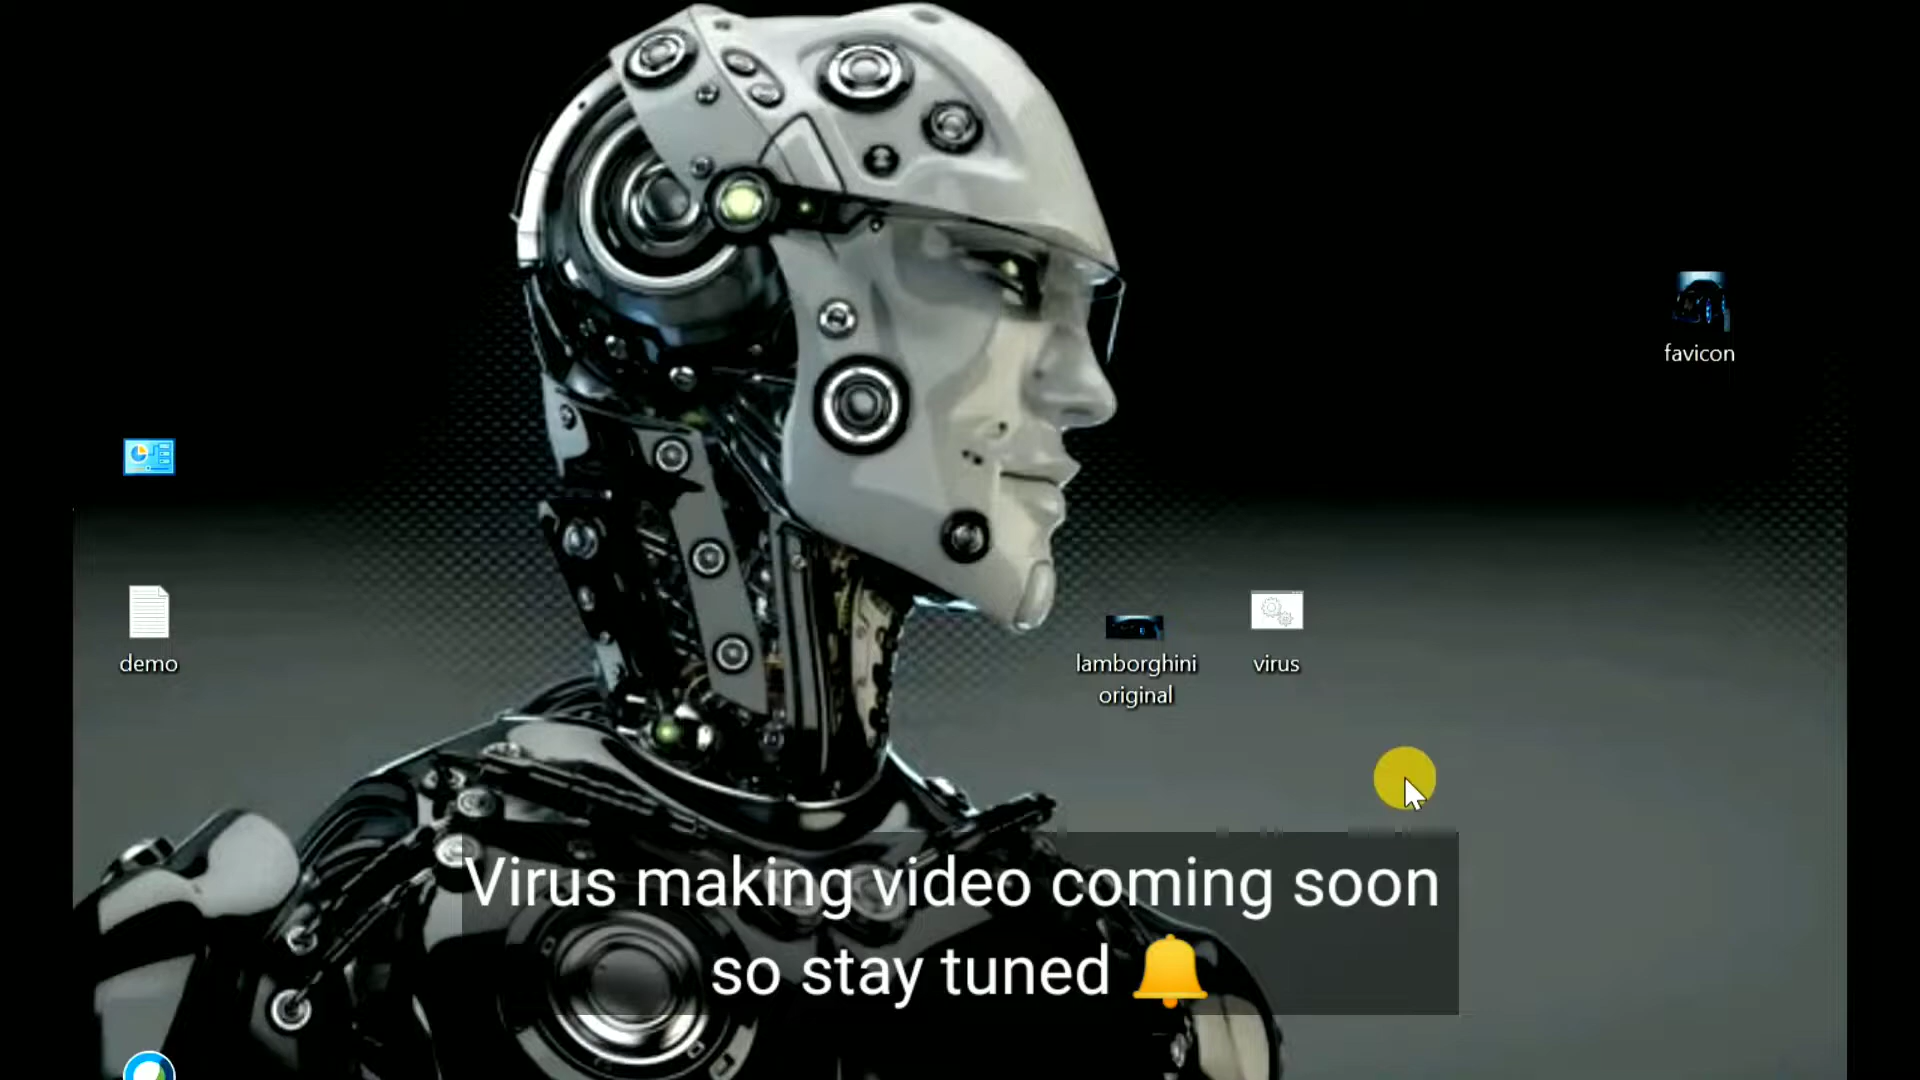 favicon
demo
lamborghini
original
virus
Virus making video coming soon
so stay tuned 🔔